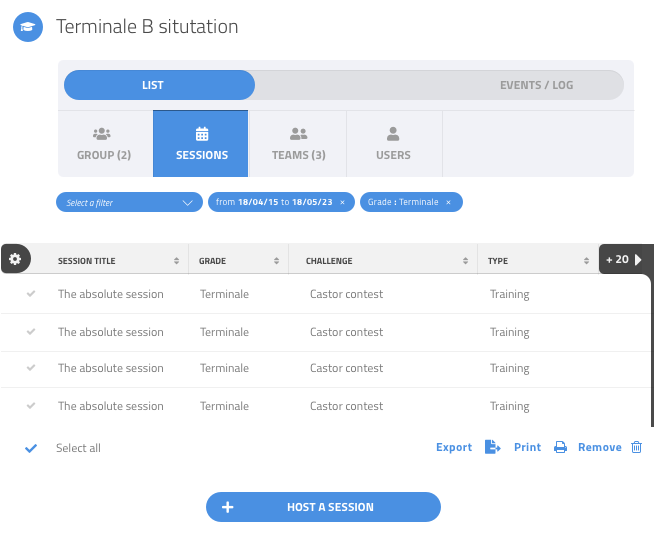 Terminale B situtation
LIST EVENTS / LOG
GROUP (2) SESSIONS TEAMS (3) USERS
Select a filter from 18/04/15 to 18/05/23 × Grade : Terminale ×
SESSION TITLE GRADE CHALLENGE TYPE + 20
The absolute session Terminale Castor contest Training
The absolute session Terminale Castor contest Training
The absolute session Terminale Castor contest Training
The absolute session Terminale Castor contest Training
Select all Export Print Remove
+ HOST A SESSION